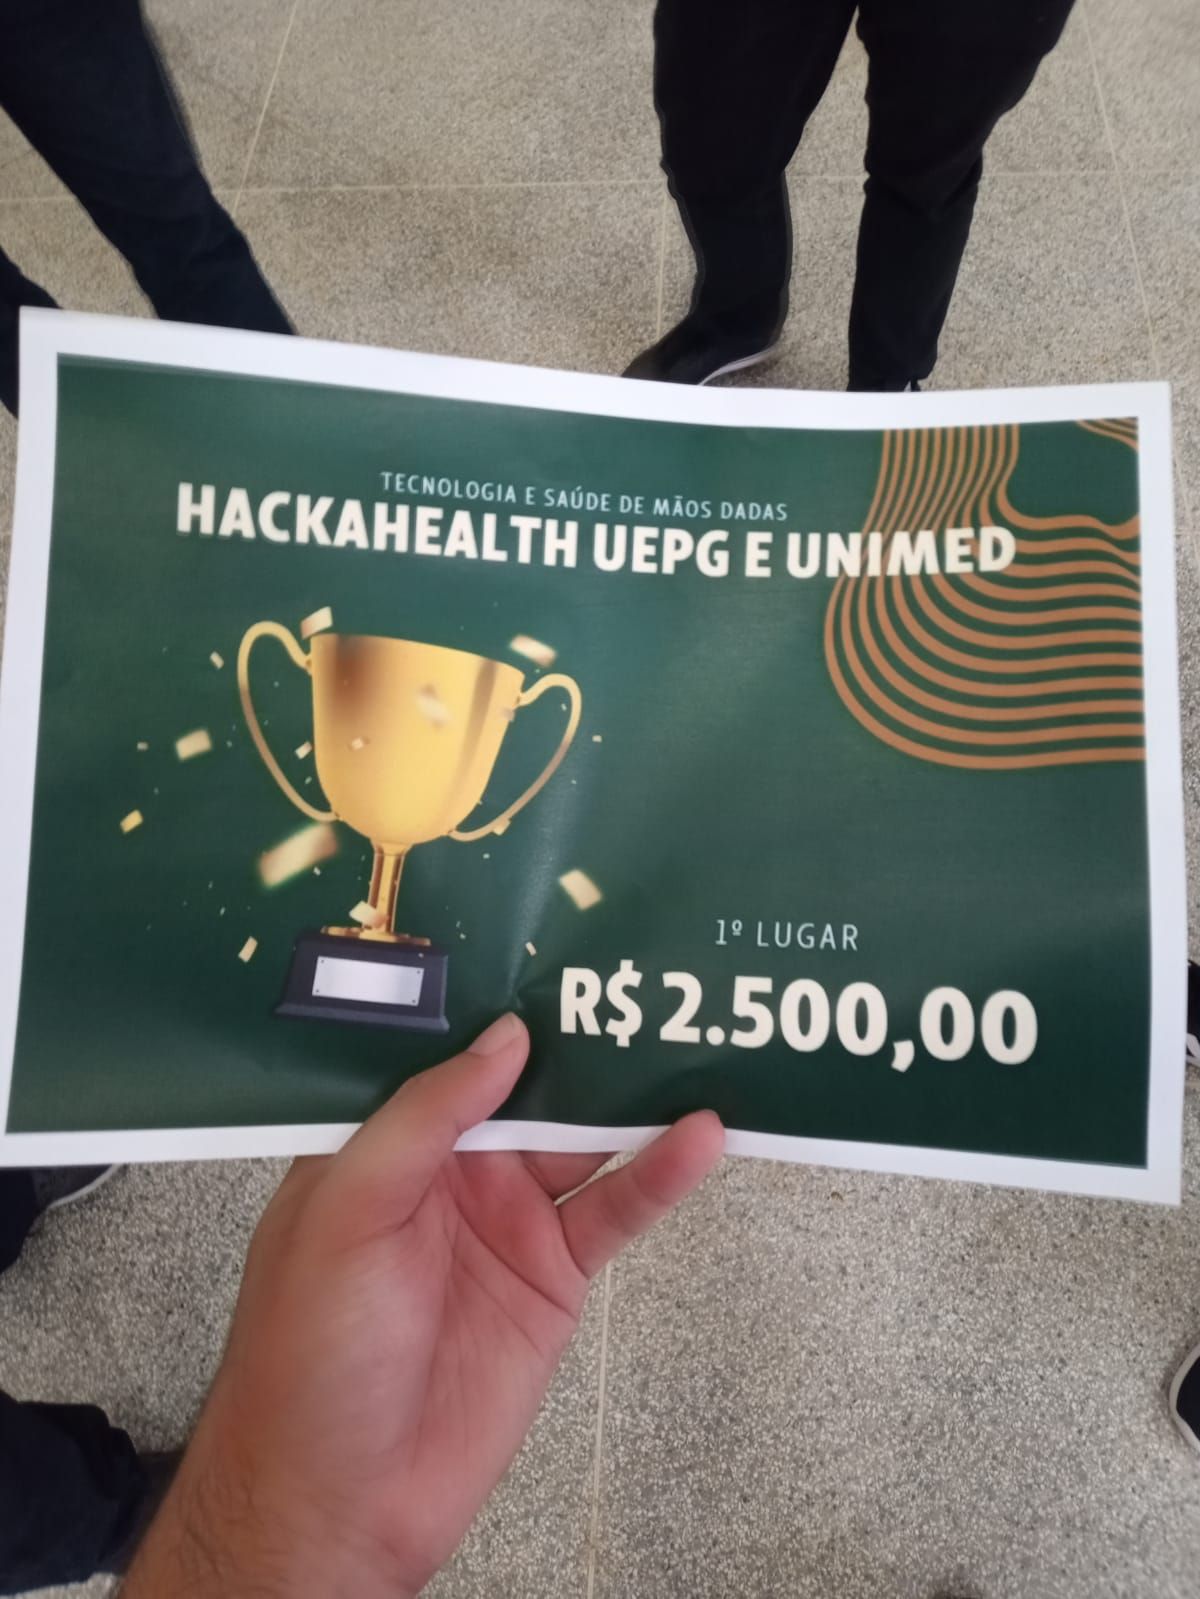 TECNOLOGIA E SAÚDE DE MÃOS DADAS
HACKAHEALTH UEPG E UNIMED
1º LUGAR
R$ 2.500,00